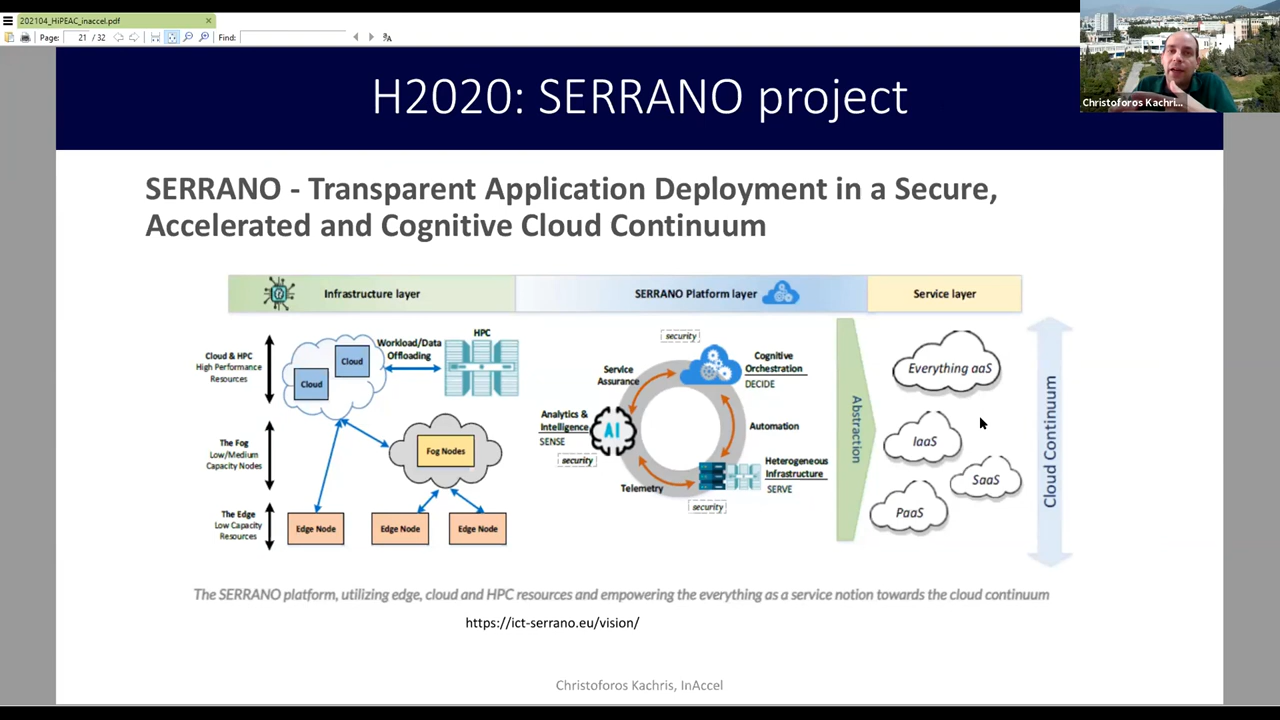 202104_HiPEAC_inaccel.pdf
Page: 21 / 32 Find:
Christoforos Kachri...
H2020: SERRANO project
SERRANO - Transparent Application Deployment in a Secure,
Accelerated and Cognitive Cloud Continuum
Infrastructure layer
SERRANO Platform layer
Service layer
Cloud & HPC
High Performance
Resources
Cloud
Cloud
Workload/Data
Offloading
HPC
The Fog
Low/Medium
Capacity Nodes
Fog Nodes
The Edge
Low Capacity
Resources
Edge Node
Edge Node
Edge Node
security
Service
Assurance
Cognitive
Orchestration
DECIDE
Analytics &
Intelligence
SENSE
AI
security
Automation
Telemetry
Heterogeneous
Infrastructure
SERVE
security
Abstraction
Everything aaS
IaaS
SaaS
PaaS
Cloud Continuum
The SERRANO platform, utilizing edge, cloud and HPC resources and empowering the everything as a service notion towards the cloud continuum
https://ict-serrano.eu/vision/
Christoforos Kachris, InAccel